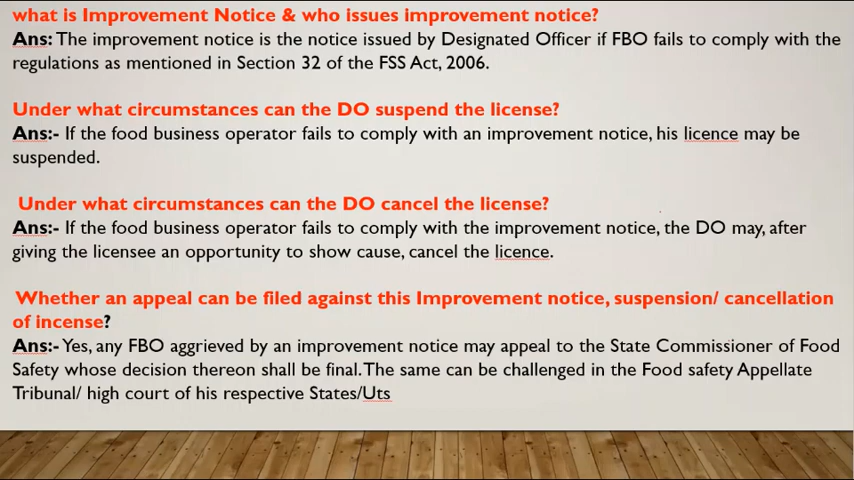 what is Improvement Notice & who issues improvement notice?
Ans: The improvement notice is the notice issued by Designated Officer if FBO fails to comply with the
regulations as mentioned in Section 32 of the FSS Act, 2006.
Under what circumstances can the DO suspend the license?
Ans:- If the food business operator fails to comply with an improvement notice, his licence may be
suspended.
Under what circumstances can the DO cancel the license?
Ans:- If the food business operator fails to comply with the improvement notice, the DO may, after
giving the licensee an opportunity to show cause, cancel the licence.
Whether an appeal can be filed against this Improvement notice, suspension/ cancellation
of incense?
Ans:- Yes, any FBO aggrieved by an improvement notice may appeal to the State Commissioner of Food
Safety whose decision thereon shall be final. The same can be challenged in the Food safety Appellate
Tribunal/ high court of his respective States/Uts